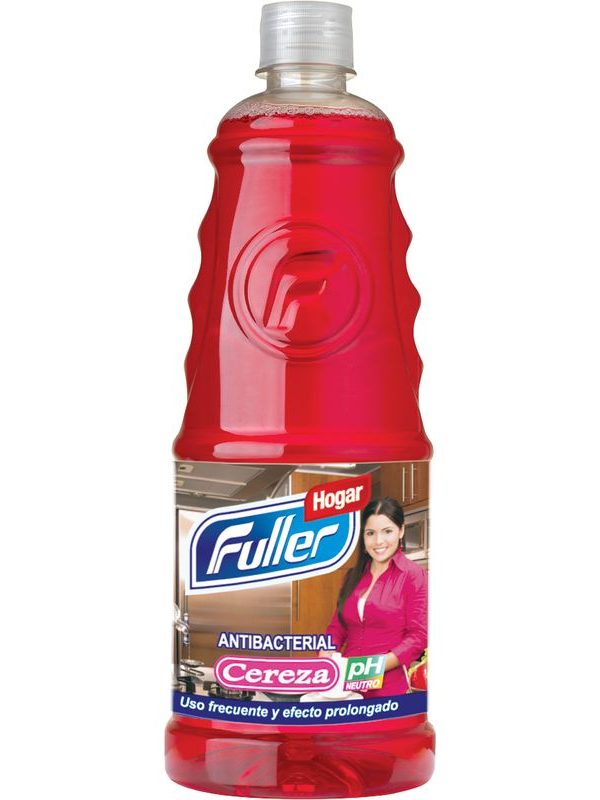 F
Hogar
Fuller
ANTIBACTERIAL
Cereza
pH
NEUTRO
Uso frecuente y efecto prolongado